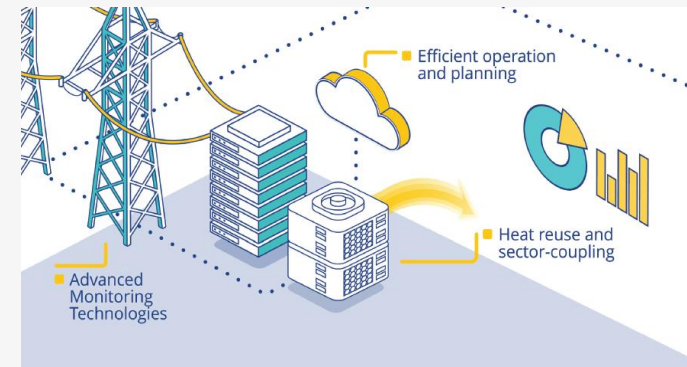 Efficient operation
and planning
Heat reuse and
sector-coupling
Advanced
Monitoring
Technologies